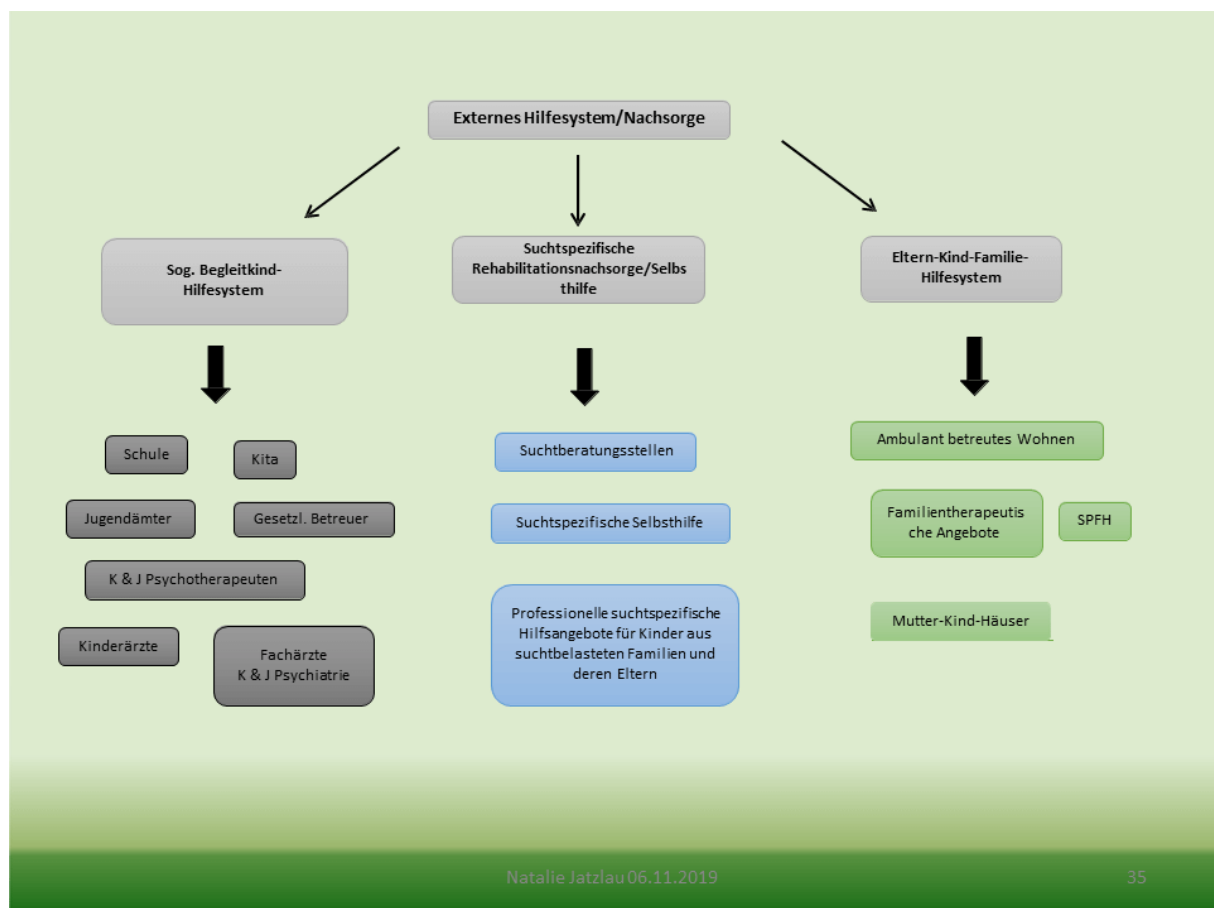 Externes Hilfesystem/Nachsorge
Sog. Begleitkind-
Hilfesystem
Suchtspezifische
Rehabilitationsnachsorge/Selbs
thilfe
Eltern-Kind-Familie-
Hilfesystem
Schule
Kita
Jugendämter
Gesetzl. Betreuer
K & J Psychotherapeuten
Kinderärzte
Fachärzte
K & J Psychiatrie
Suchtberatungsstellen
Suchtspezifische Selbsthilfe
Professionelle suchtspezifische
Hilfsangebote für Kinder aus
suchtbelasteten Familien und
deren Eltern
Ambulant betreutes Wohnen
Familientherapeutis
che Angebote
SPFH
Mutter-Kind-Häuser
Natalie Jatzlau 06.11.2019
35